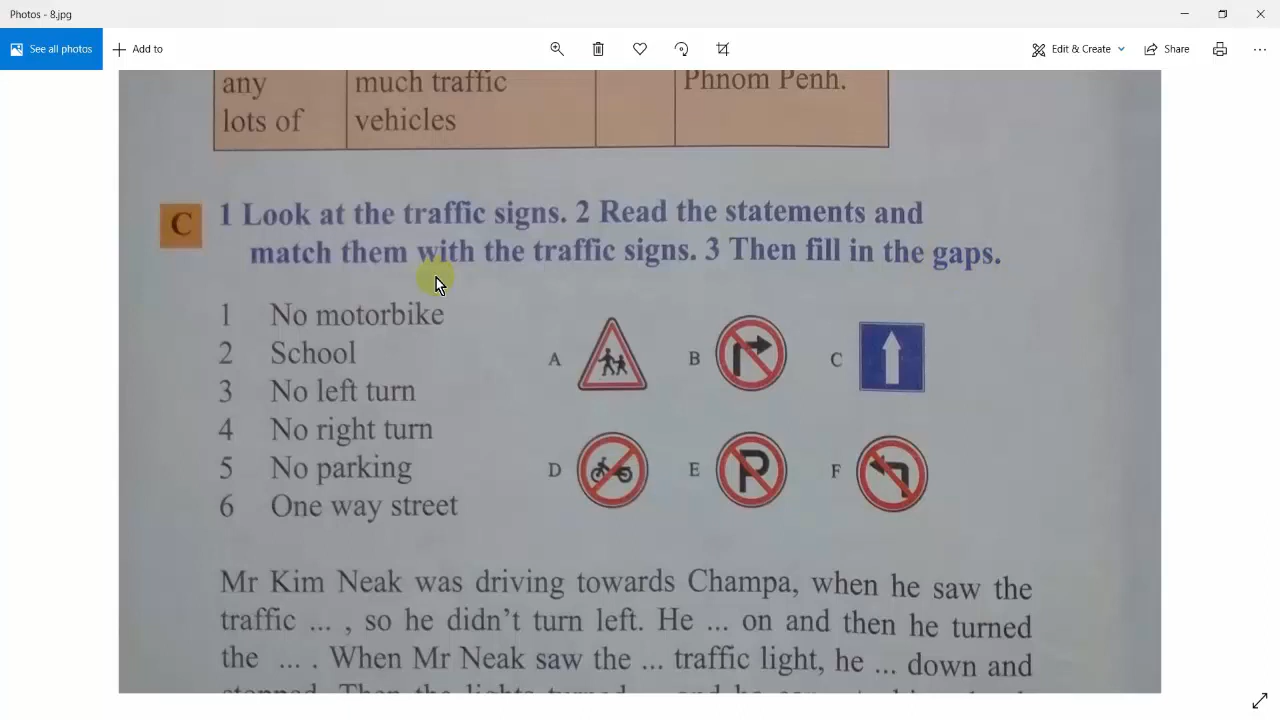 Photos - 8.jpg
See all photos
Add to
Edit & Create
Share
any
much traffic
Phnom Penh.
lots of
vehicles
C
1 Look at the traffic signs. 2 Read the statements and
match them with the traffic signs. 3 Then fill in the gaps.
1 No motorbike
2 School
3 No left turn
4 No right turn
5 No parking
6 One way street
A B C
D E P F
Mr Kim Neak was driving towards Champa, when he saw the
traffic ... , so he didn't turn left. He ... on and then he turned
the ... . When Mr Neak saw the ... traffic light, he ... down and